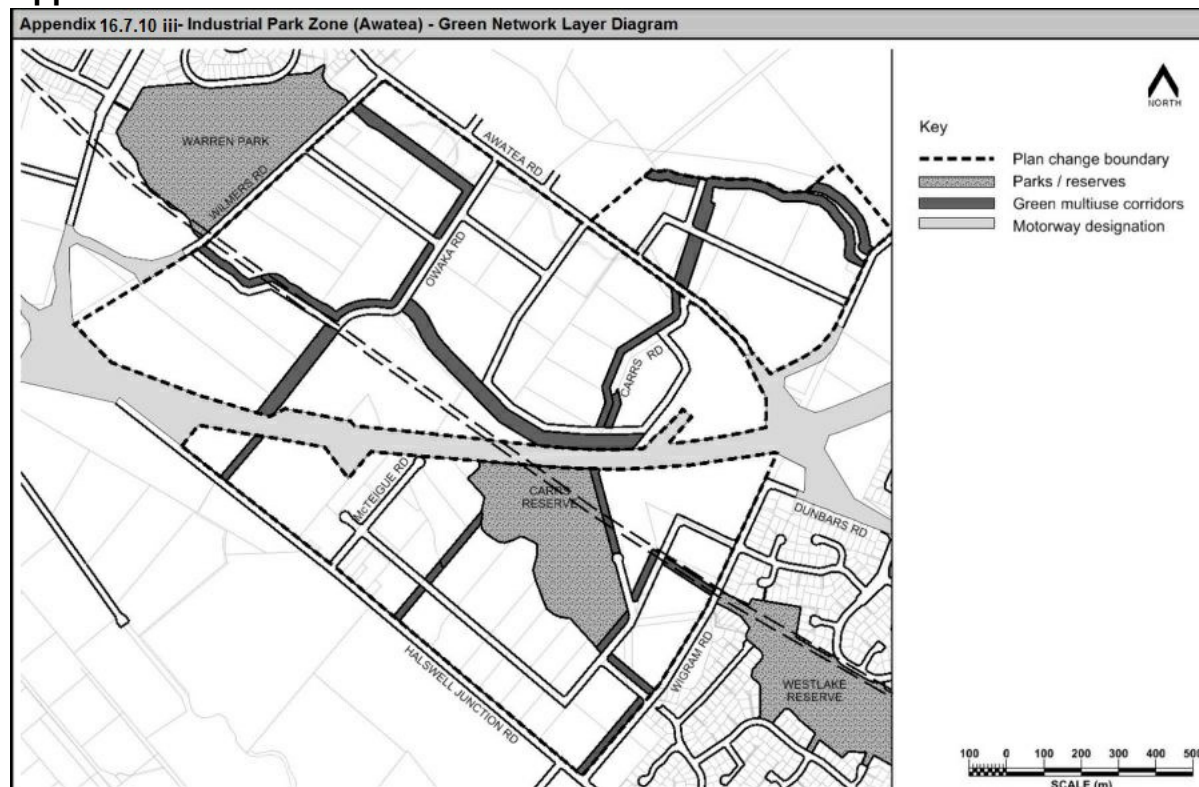 Appendix 16.7.10 iii- Industrial Park Zone (Awatea) - Green Network Layer Diagram
NORTH
Key
Plan change boundary
Parks / reserves
Green multiuse corridors
Motorway designation
WARREN PARK
WILMERS RD
AWATEA RD
OWAKA RD
CARRS RD
McTEIGUE RD
CARRS
RESERVE
DUNBARS RD
HALSWELL JUNCTION RD
WIGRAM RD
WESTLAKE
RESERVE
100 0 100 200 300 400 500
SCALE (m)